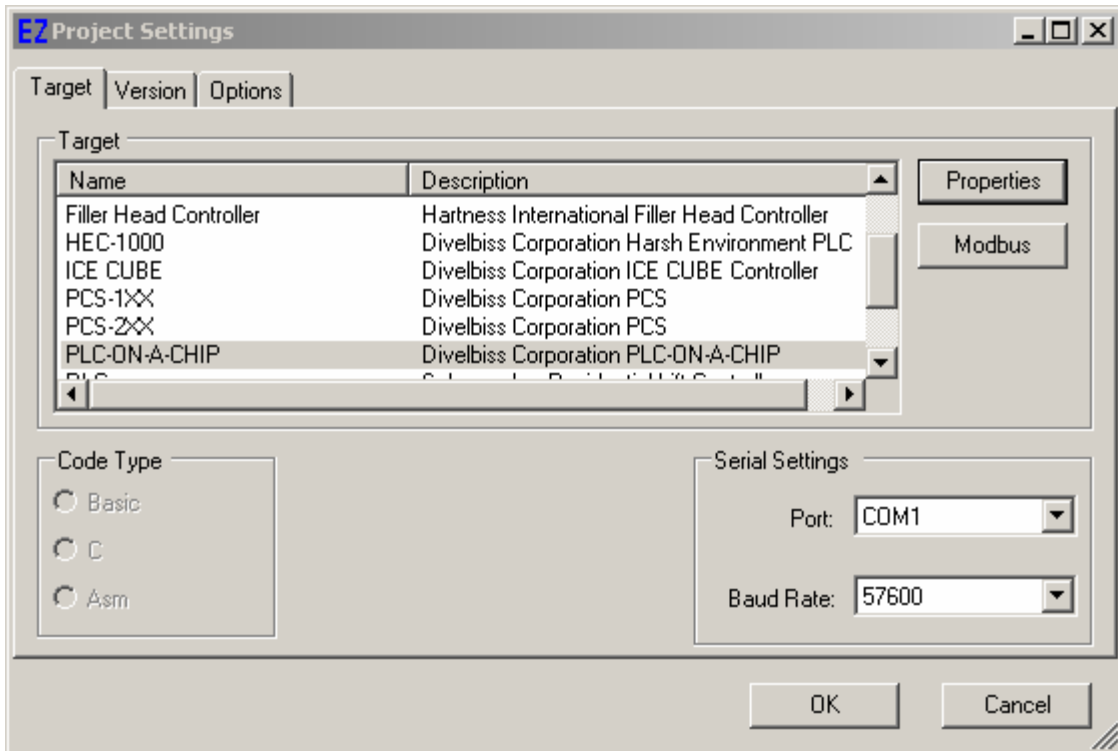 EZ Project Settings
Target Version Options
Target
Name Description
Filler Head Controller Hartness International Filler Head Controller
HEC-1000 Divelbiss Corporation Harsh Environment PLC
ICE CUBE Divelbiss Corporation ICE CUBE Controller
PCS-1XX Divelbiss Corporation PCS
PCS-2XX Divelbiss Corporation PCS
PLC-ON-A-CHIP Divelbiss Corporation PLC-ON-A-CHIP
Properties
Modbus
Code Type
Basic
C
Asm
Serial Settings
Port: COM1
Baud Rate: 57600
OK Cancel